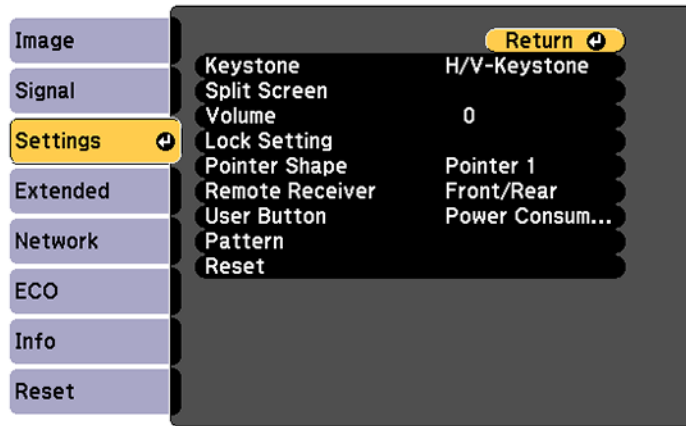 Image
Signal
Settings
Extended
Network
ECO
Info
Reset
Return
Keystone H/V-Keystone
Split Screen
Volume 0
Lock Setting
Pointer Shape Pointer 1
Remote Receiver Front/Rear
User Button Power Consum...
Pattern
Reset